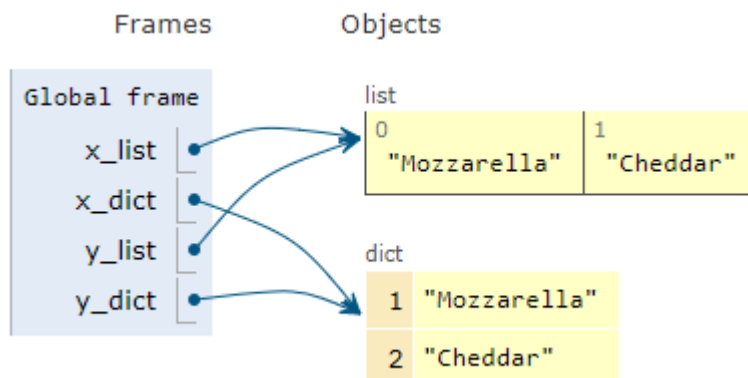 Frames Objects
Global frame
x_list
x_dict
y_list
y_dict
list
0 1
"Mozzarella" "Cheddar"
dict
1 "Mozzarella"
2 "Cheddar"